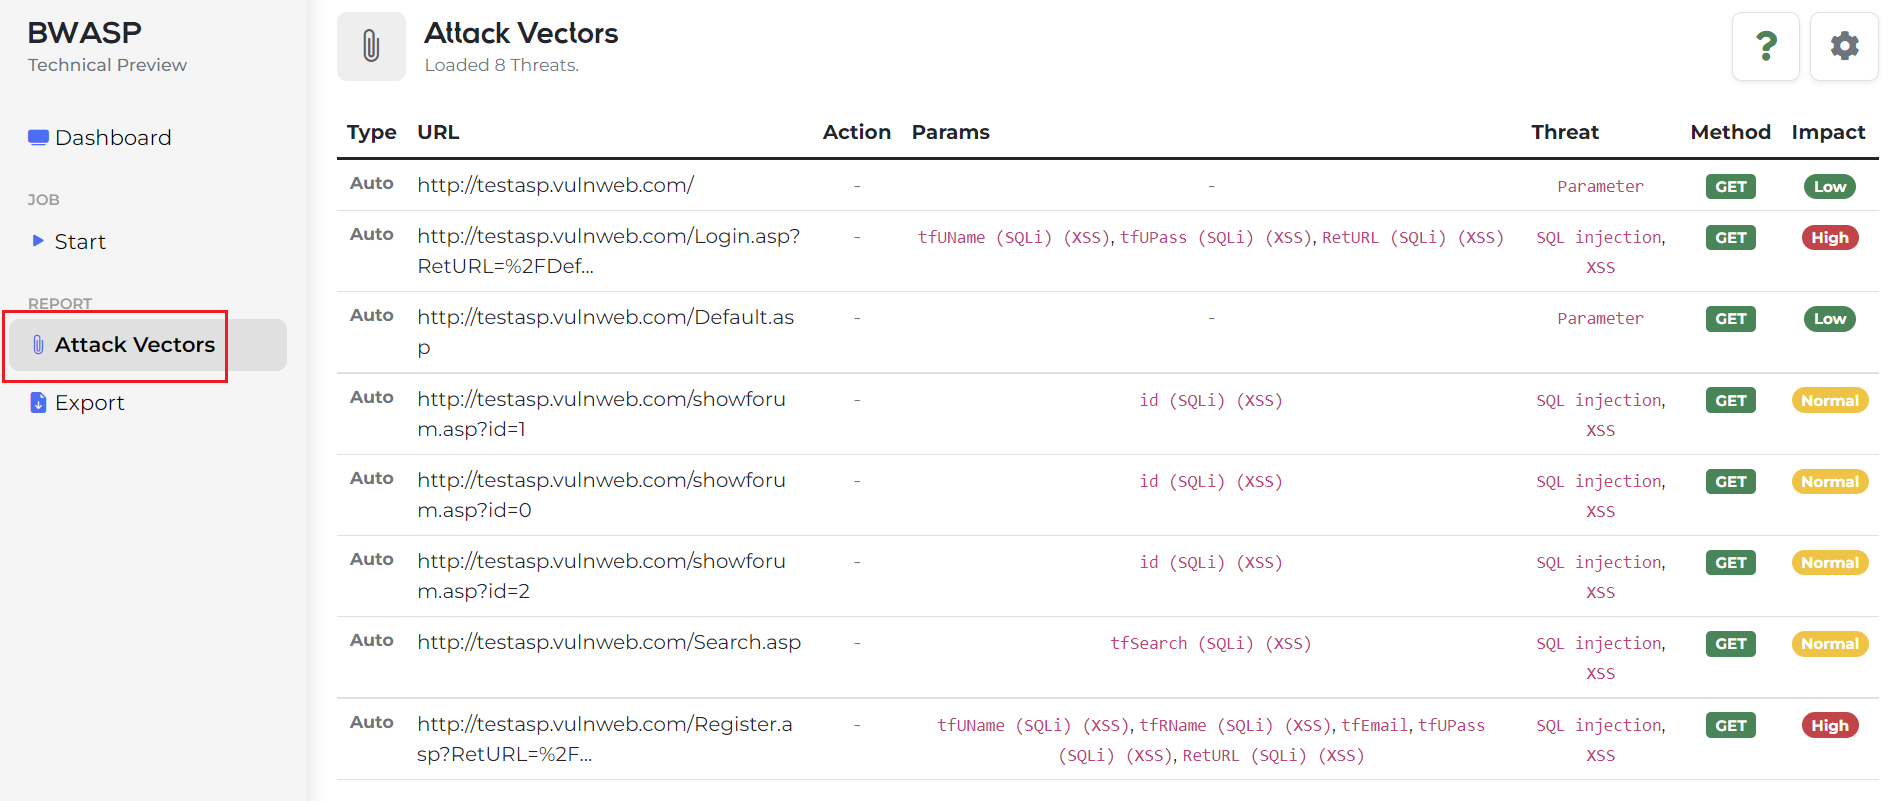 BWASP
Technical Preview
Dashboard
JOB
Start
REPORT
Attack Vectors
Export
Attack Vectors
Loaded 8 Threats.
?
Type URL Action Params Threat Method Impact
Auto http://testasp.vulnweb.com/ - - Parameter GET Low
Auto http://testasp.vulnweb.com/Login.asp? - tfUName (SQLi) (XSS), tfUPass (SQLi) (XSS), RetURL (SQLi) (XSS) SQL injection, GET High
RetURL=%2FDef... XSS
Auto http://testasp.vulnweb.com/Default.as - - Parameter GET Low
p
Auto http://testasp.vulnweb.com/showforu - id (SQLi) (XSS) SQL injection, GET Normal
m.asp?id=1 XSS
Auto http://testasp.vulnweb.com/showforu - id (SQLi) (XSS) SQL injection, GET Normal
m.asp?id=0 XSS
Auto http://testasp.vulnweb.com/showforu - id (SQLi) (XSS) SQL injection, GET Normal
m.asp?id=2 XSS
Auto http://testasp.vulnweb.com/Search.asp - tfSearch (SQLi) (XSS) SQL injection, GET Normal
XSS
Auto http://testasp.vulnweb.com/Register.a - tfUName (SQLi) (XSS), tfRName (SQLi) (XSS), tfEmail, tfUPass SQL injection, GET High
sp?RetURL=%2F... (SQLi) (XSS), RetURL (SQLi) (XSS) XSS